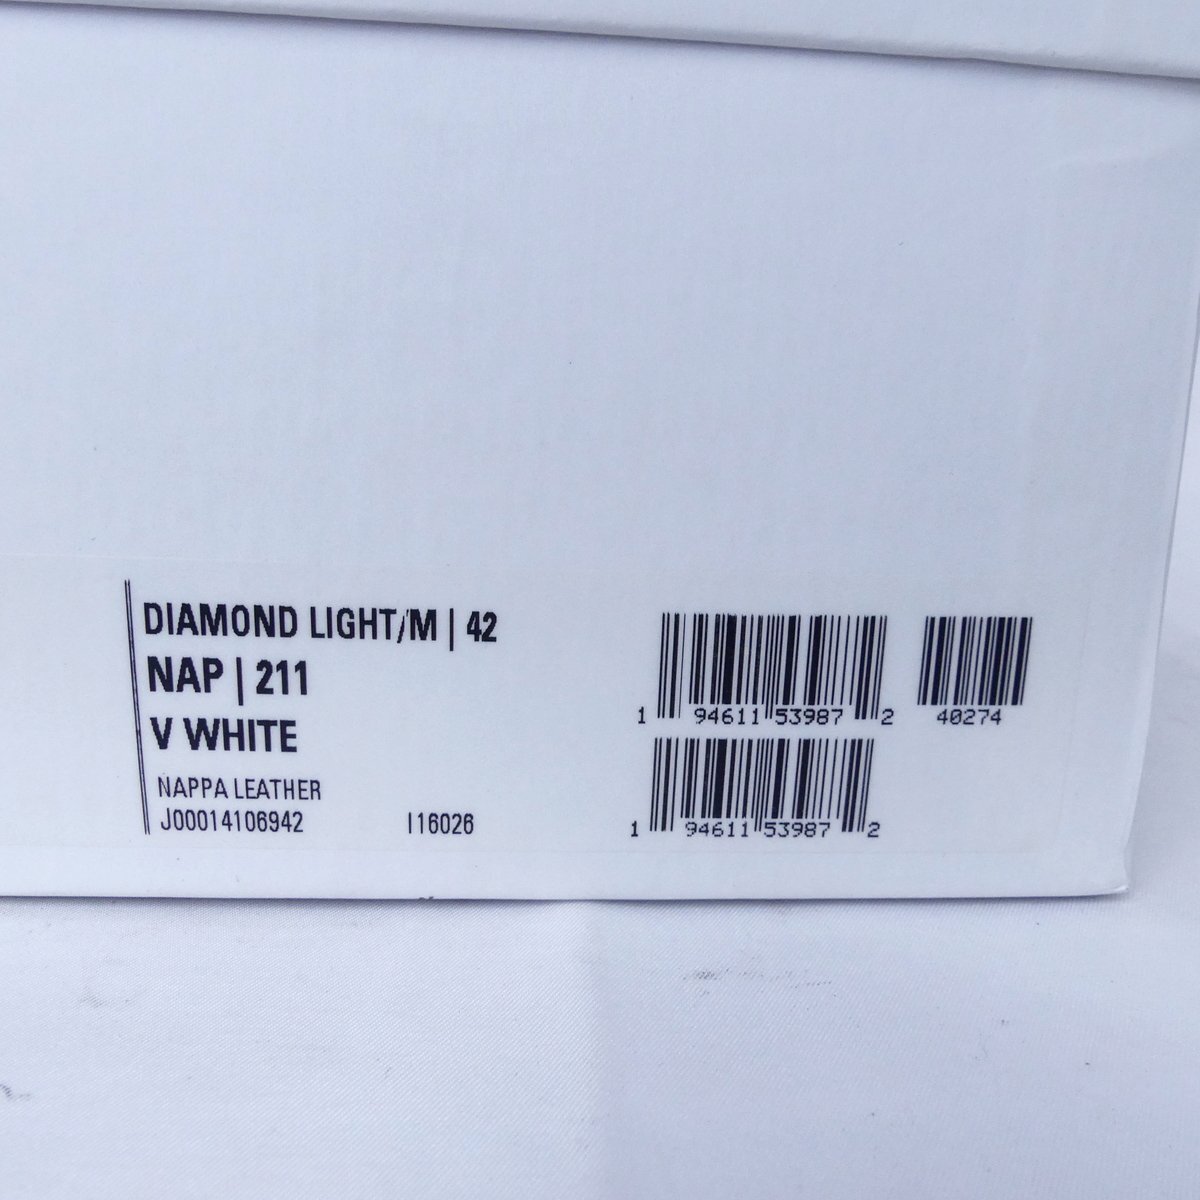 DIAMOND LIGHT/M | 42
NAP | 211
V WHITE
NAPPA LEATHER
J00014106942 I16026
1 94611 53987 2
40274
1 94611 53987 2